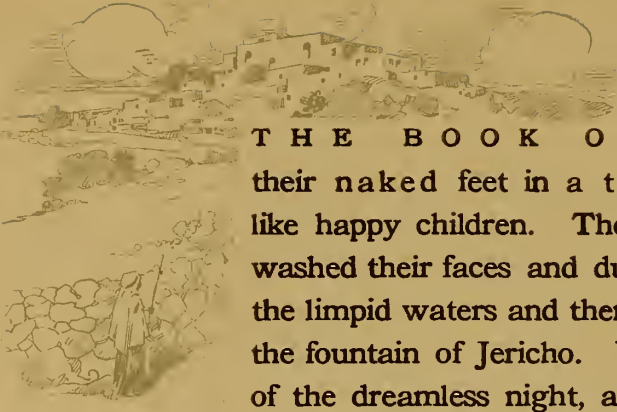 THE BOOK O
their naked feet in a t
like happy children. The
washed their faces and du
the limpid waters and then
the fountain of Jericho.
of the dreamless night, a